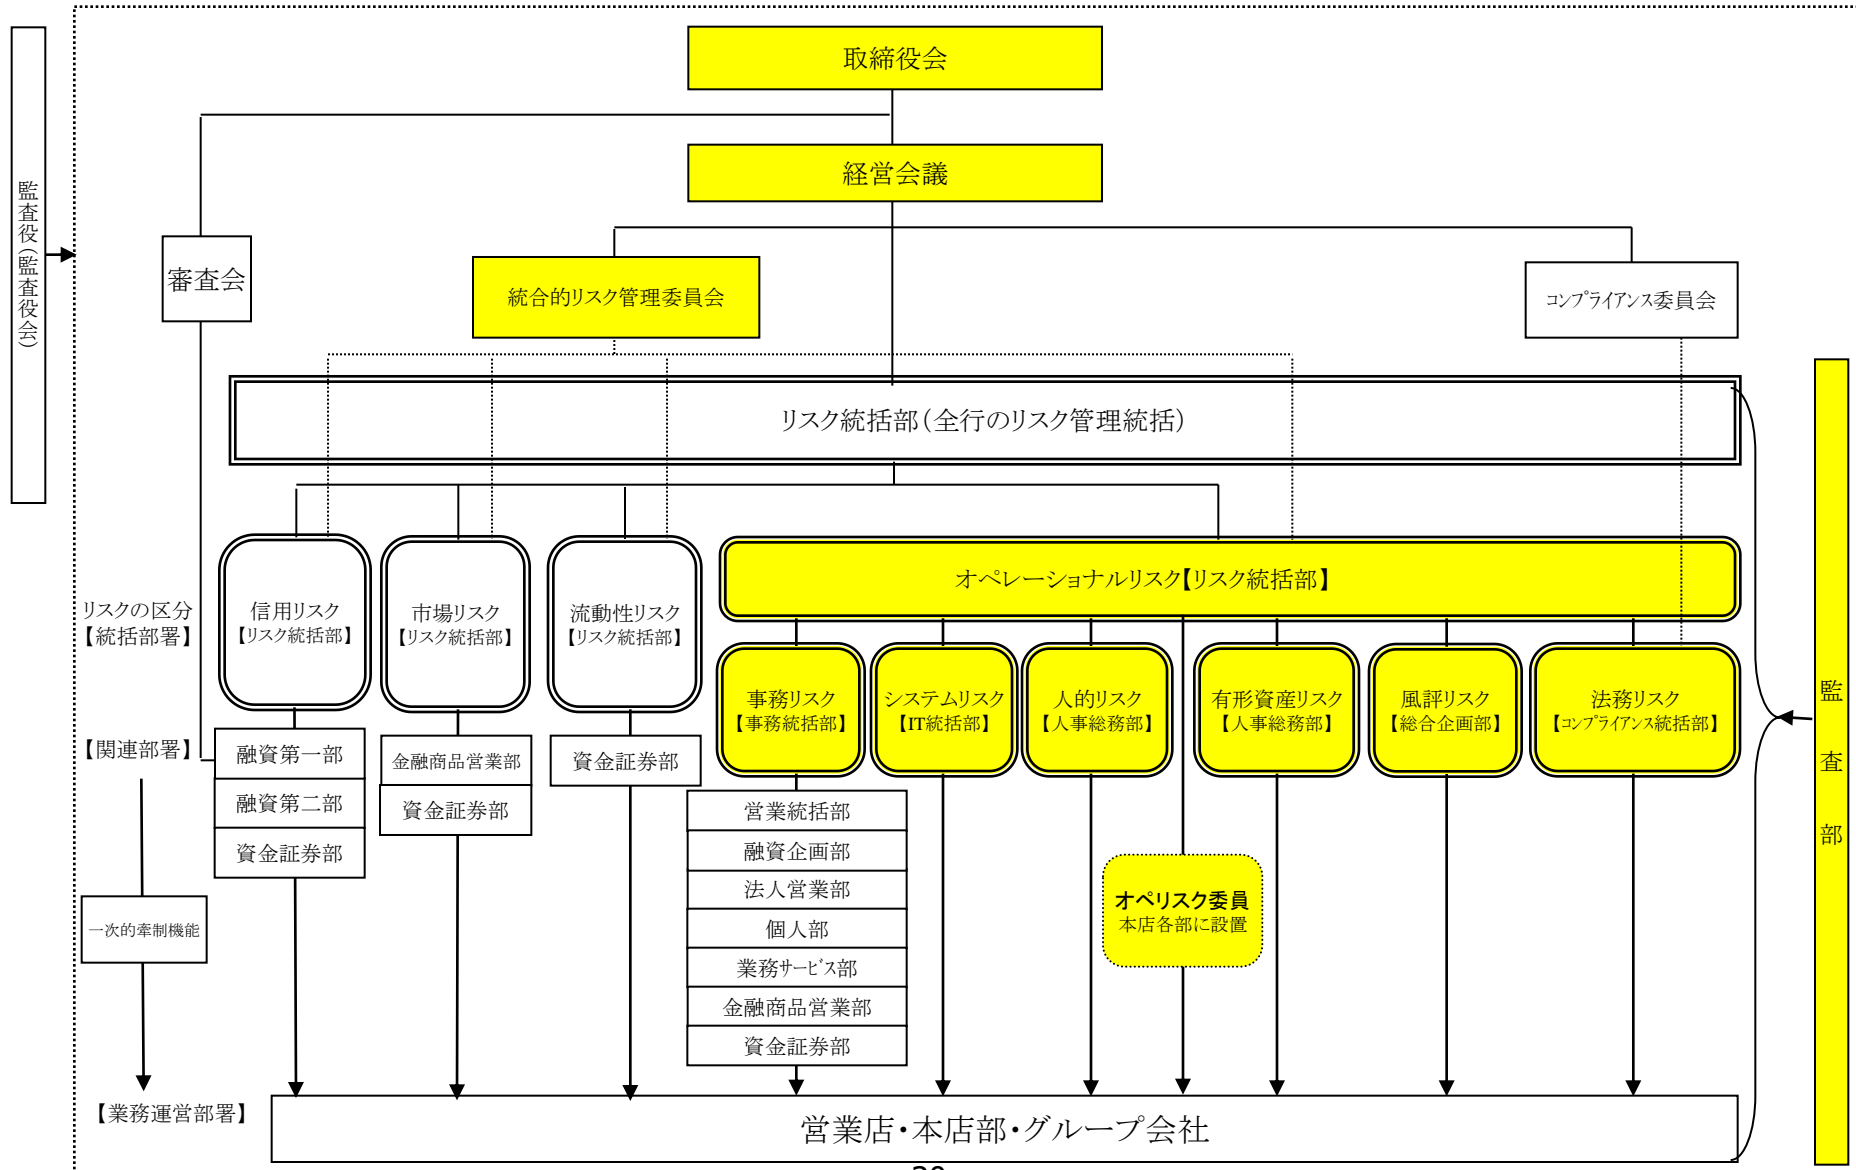 取締役会
経営会議
監査役(監査役会)
審査会
統合的リスク管理委員会
コンプライアンス委員会
リスク統括部(全行のリスク管理統括)
リスクの区分
【統括部署】
信用リスク
【リスク統括部】
市場リスク
【リスク統括部】
流動性リスク
【リスク統括部】
オペレーショナルリスク【リスク統括部】
事務リスク
【事務統括部】
システムリスク
【IT統括部】
人的リスク
【人事総務部】
有形資産リスク
【人事総務部】
風評リスク
【総合企画部】
法務リスク
【コンプライアンス統括部】
監査部
【関連部署】
融資第一部
融資第二部
資金証券部
金融商品営業部
資金証券部
資金証券部
営業統括部
融資企画部
法人営業部
個人部
業務サービス部
金融商品営業部
資金証券部
オペリスク委員
本店各部に設置
一次的牽制機能
【業務運営部署】
営業店・本店部・グループ会社